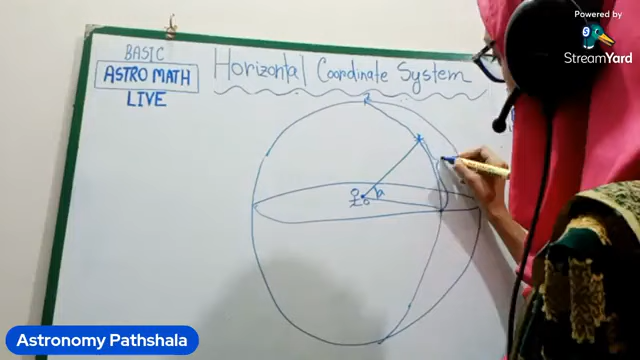 Powered by
StreamYard
BASIC
ASTRO MATH
LIVE
Horizontal Coordinate System
Z
a
Astronomy Pathshala